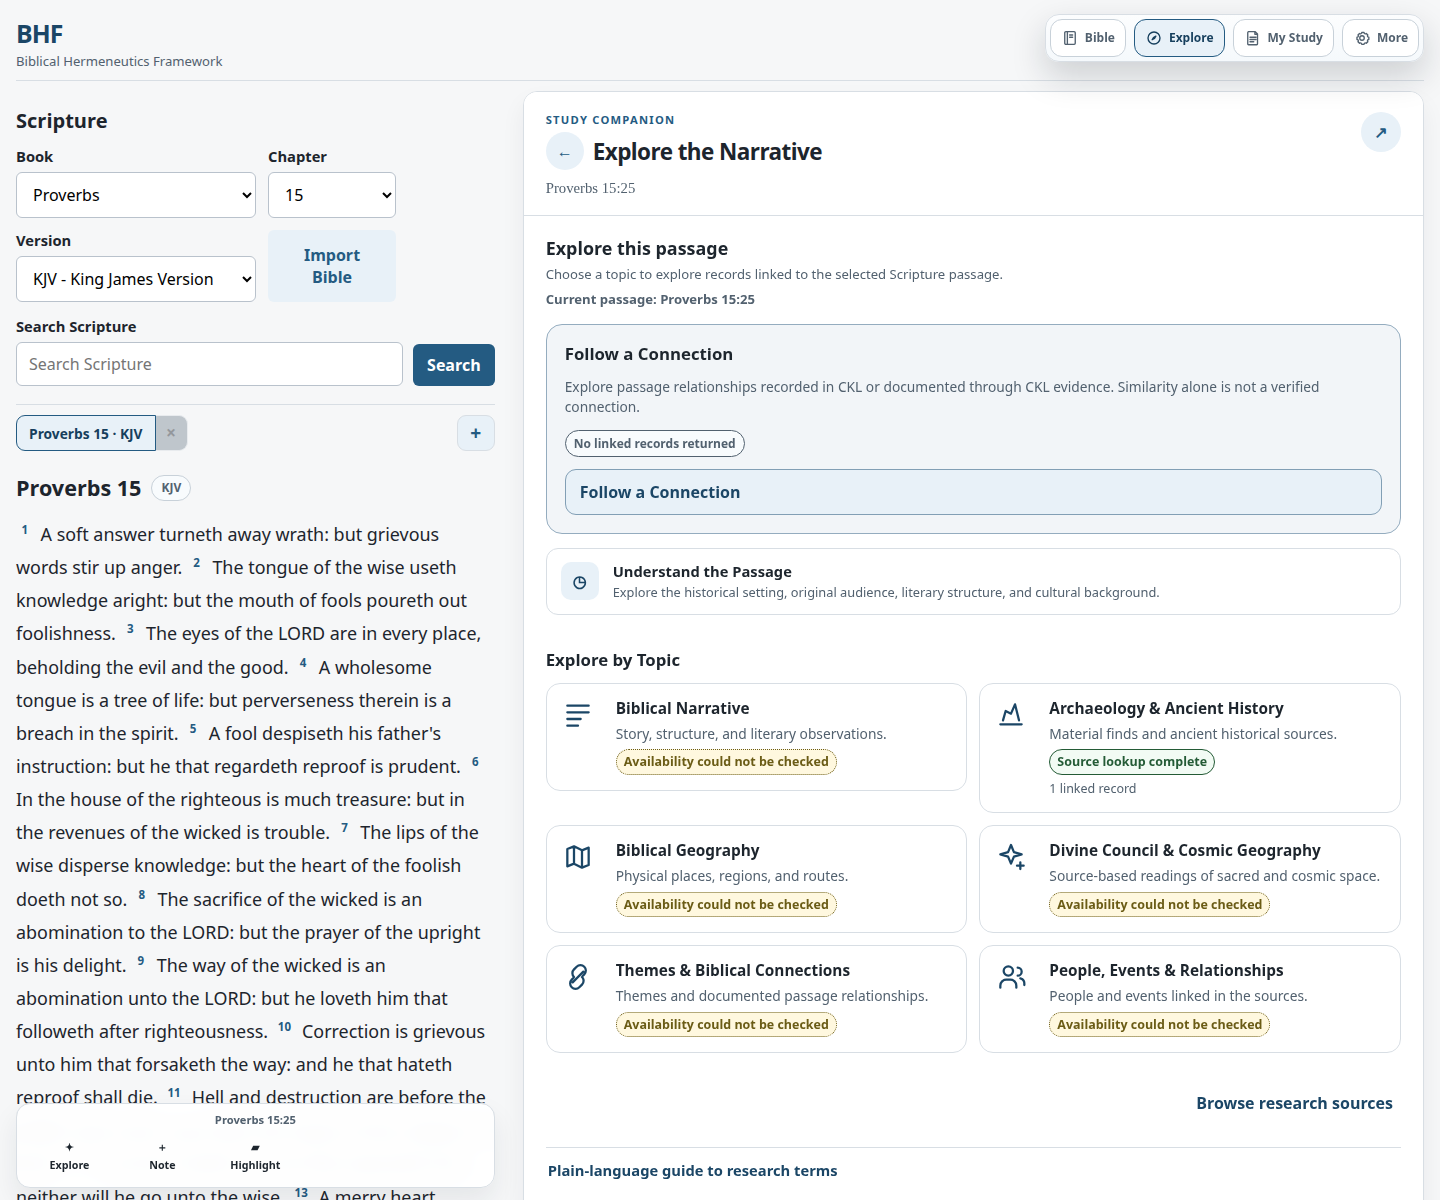 BHF
Biblical Hermeneutics Framework
Bible
Explore
My Study
More
Scripture
Book
Chapter
Proverbs
15
Version
KJV - King James Version
Import
Bible
Search Scripture
Search Scripture
Search
Proverbs 15 · KJV
×
+
Proverbs 15
KJV
1 A soft answer turneth away wrath: but grievous
words stir up anger. 2 The tongue of the wise useth
knowledge aright: but the mouth of fools poureth out
foolishness. 3 The eyes of the LORD are in every place,
beholding the evil and the good. 4 A wholesome
tongue is a tree of life: but perverseness therein is a
breach in the spirit. 5 A fool despiseth his father's
instruction: but he that regardeth reproof is prudent. 6
In the house of the righteous is much treasure: but in
the revenues of the wicked is trouble. 7 The lips of the
wise disperse knowledge: but the heart of the foolish
doeth not so. 8 The sacrifice of the wicked is an
abomination to the LORD: but the prayer of the upright
is his delight. 9 The way of the wicked is an
abomination unto the LORD: but he loveth him that
followeth after righteousness. 10 Correction is grievous
unto him that forsaketh the way: and he that hateth
reproof shall die. 11 Hell and destruction are before the
Proverbs 15:25
Explore
Note
Highlight
neither will he go unto the wise. 13 A merry heart
STUDY COMPANION
← Explore the Narrative
↗
Proverbs 15:25
Explore this passage
Choose a topic to explore records linked to the selected Scripture passage.
Current passage: Proverbs 15:25
Follow a Connection
Explore passage relationships recorded in CKL or documented through CKL evidence. Similarity alone is not a verified
connection.
No linked records returned
Follow a Connection
Understand the Passage
Explore the historical setting, original audience, literary structure, and cultural background.
Explore by Topic
Biblical Narrative
Story, structure, and literary observations.
Availability could not be checked
Archaeology & Ancient History
Material finds and ancient historical sources.
Source lookup complete
1 linked record
Biblical Geography
Physical places, regions, and routes.
Availability could not be checked
Divine Council & Cosmic Geography
Source-based readings of sacred and cosmic space.
Availability could not be checked
Themes & Biblical Connections
Themes and documented passage relationships.
Availability could not be checked
People, Events & Relationships
People and events linked in the sources.
Availability could not be checked
Browse research sources
Plain-language guide to research terms